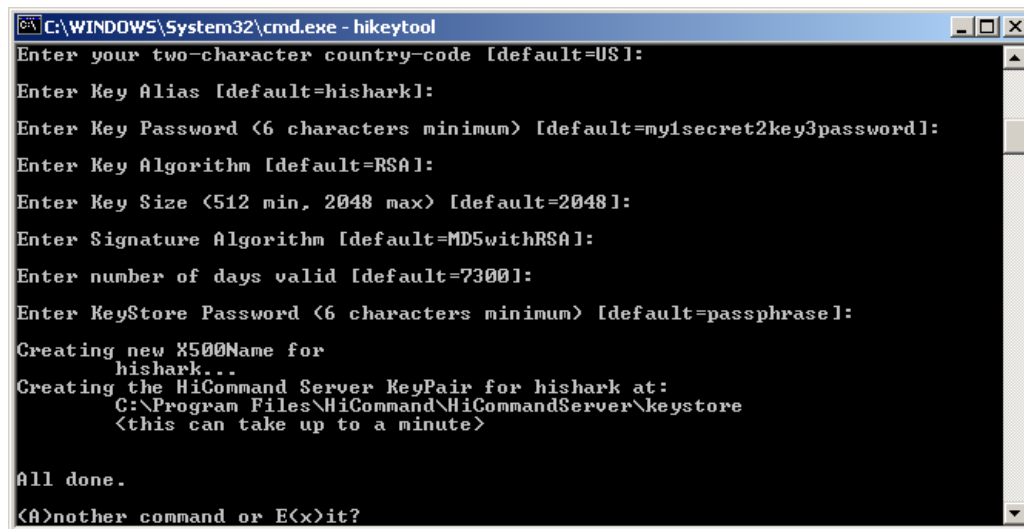 C:\WINDOWS\System32\cmd.exe - hikeytool
Enter your two-character country-code [default=US]:
Enter Key Alias [default=hishark]:
Enter Key Password (6 characters minimum) [default=my1secret2key3password]:
Enter Key Algorithm [default=RSA]:
Enter Key Size (512 min, 2048 max) [default=2048]:
Enter Signature Algorithm [default=MD5withRSA]:
Enter number of days valid [default=7300]:
Enter KeyStore Password (6 characters minimum) [default=passphrase]:
Creating new X500Name for
hishark...
Creating the HiCommand Server KeyPair for hishark at:
C:\Program Files\HiCommand\HiCommandServer\keystore
(this can take up to a minute)
All done.
(A)nother command or E(x)it?